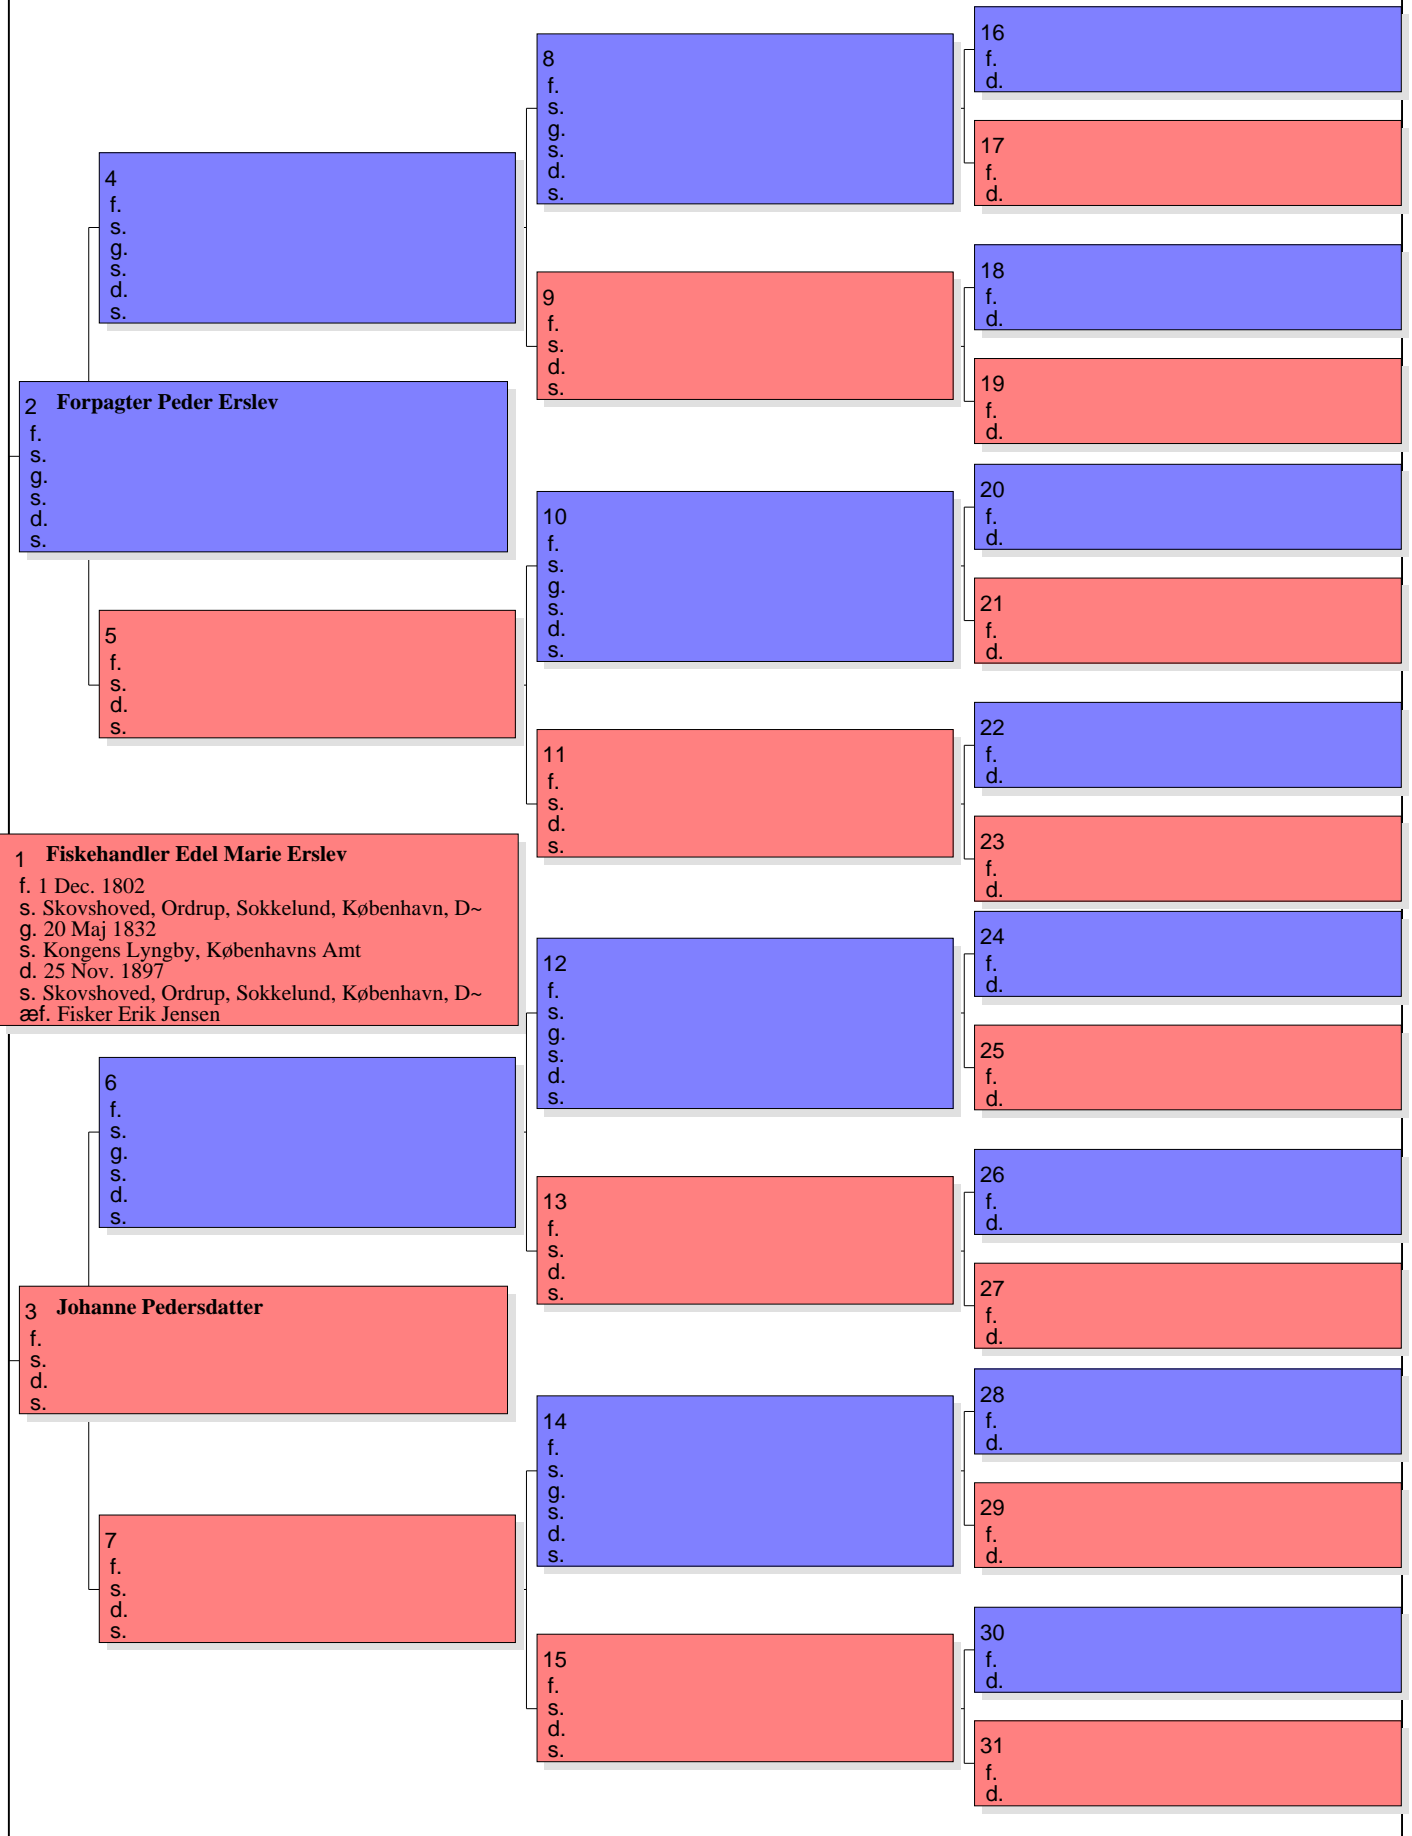 16
f.
d.
8
f.
s.
g.
s.
d.
s.
17
f.
d.
4
f.
s.
g.
s.
d.
s.
18
f.
d.
9
f.
s.
d.
s.
19
f.
d.
2 Forpagter Peder Erslev
f.
s.
g.
s.
d.
s.
20
f.
d.
10
f.
s.
g.
s.
d.
s.
21
f.
d.
5
f.
s.
d.
s.
22
f.
d.
11
f.
s.
d.
s.
23
f.
d.
1 Fiskehandler Edel Marie Erslev
f. 1 Dec. 1802
s. Skovshoved, Ordrup, Sokkelund, København, D~
g. 20 Maj 1832
s. Kongens Lyngby, Københavns Amt
d. 25 Nov. 1897
s. Skovshoved, Ordrup, Sokkelund, København, D~
æf. Fisker Erik Jensen
24
f.
d.
12
f.
s.
g.
s.
d.
s.
25
f.
d.
6
f.
s.
g.
s.
d.
s.
26
f.
d.
13
f.
s.
d.
s.
27
f.
d.
3 Johanne Pedersdatter
f.
s.
d.
s.
28
f.
d.
14
f.
s.
g.
s.
d.
s.
29
f.
d.
7
f.
s.
d.
s.
30
f.
d.
15
f.
s.
d.
s.
31
f.
d.